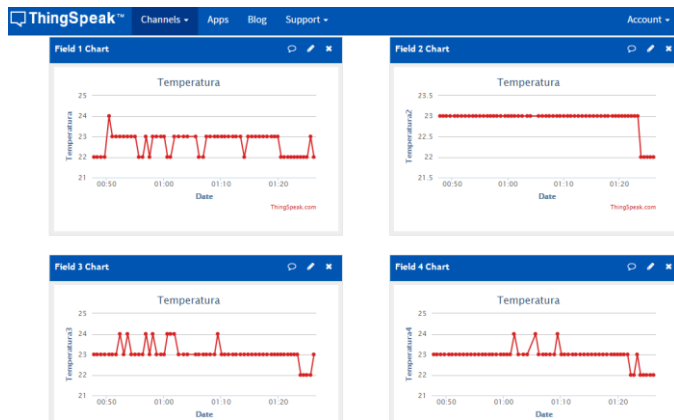 ThingSpeak™ Channels Apps Blog Support Account
Field 1 Chart
Temperatura
25
24
23
22
21
Temperatura
00:50 01:00 01:10 01:20
Date
ThingSpeak.com
Field 2 Chart
Temperatura
23.5
23
22.5
22
21.5
Temperatura2
00:50 01:00 01:10 01:20
Date
ThingSpeak.com
Field 3 Chart
Temperatura
25
24
23
22
21
Temperatura3
00:50 01:00 01:10 01:20
Date
Field 4 Chart
Temperatura
25
24
23
22
21
Temperatura4
00:50 01:00 01:10 01:20
Date